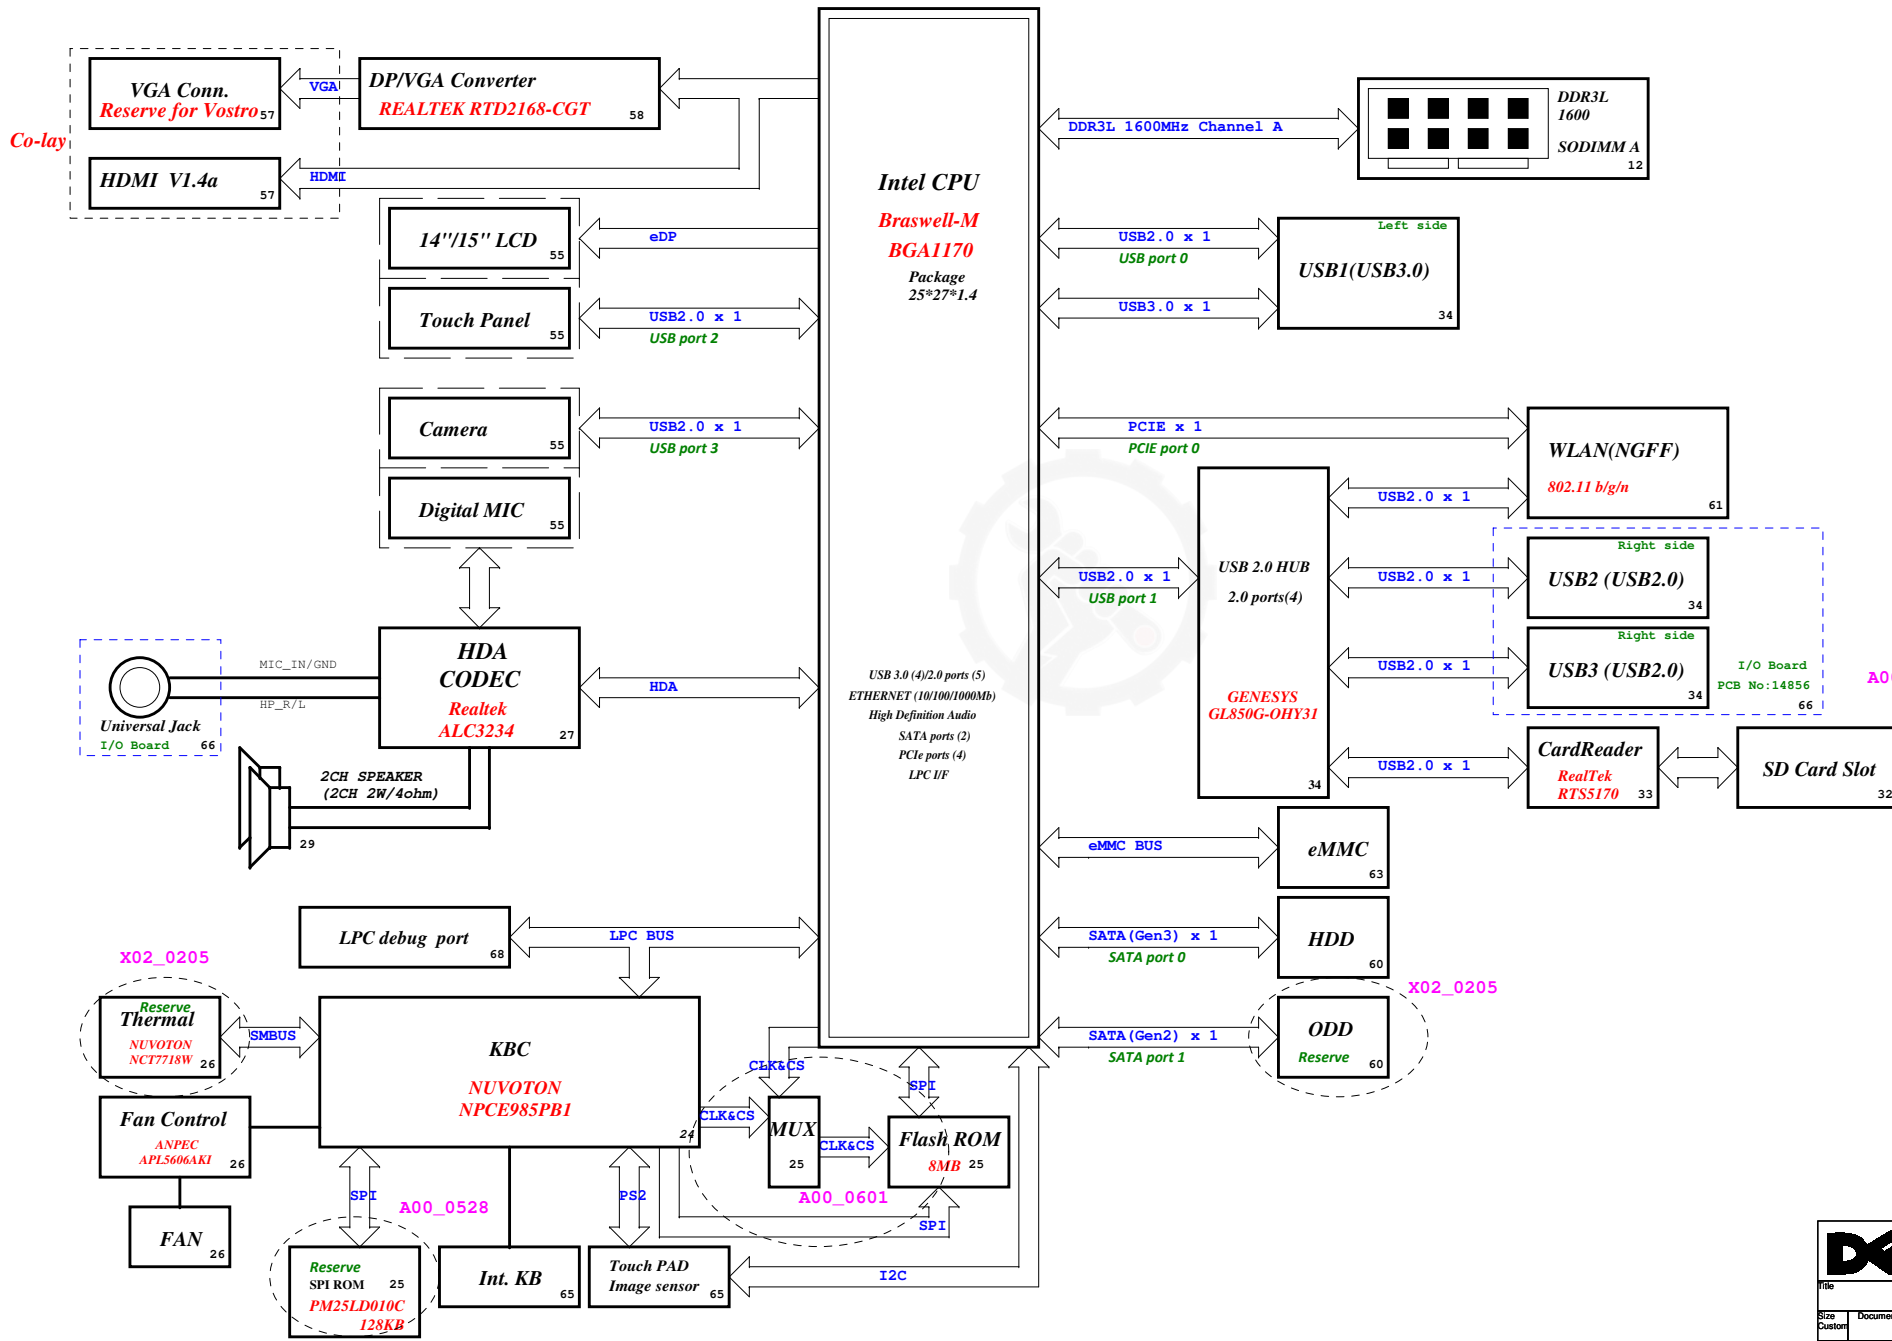 Co-lay
VGA Conn.
Reserve for Vostro
57
VGA
DP/VGA Converter
REALTEK RTD2168-CGT
58
HDMI V1.4a
57
HDMI
14"/15" LCD
55
eDP
Touch Panel
55
USB2.0 x 1
USB port 2
Camera
55
USB2.0 x 1
USB port 3
Digital MIC
55
HDA
CODEC
Realtek
ALC3234
27
HDA
MIC_IN/GND
HP_R/L
Universal Jack
I/O Board
66
2CH SPEAKER
(2CH 2W/4ohm)
29
Intel CPU
Braswell-M
BGA1170
Package
25*27*1.4
USB 3.0 (4)/2.0 ports (5)
ETHERNET (10/100/1000Mb)
High Definition Audio
SATA ports (2)
PCIe ports (4)
LPC I/F
DDR3L 1600MHz Channel A
DDR3L
1600
SODIMM A
12
USB2.0 x 1
USB port 0
USB3.0 x 1
Left side
USB1(USB3.0)
34
PCIE x 1
PCIE port 0
WLAN(NGFF)
802.11 b/g/n
61
USB2.0 x 1
USB2.0 x 1
USB port 1
USB 2.0 HUB
2.0 ports(4)
GENESYS
GL850G-OHY31
34
USB2.0 x 1
Right side
USB2 (USB2.0)
34
USB2.0 x 1
Right side
USB3 (USB2.0)
34
I/O Board
PCB No:14856
66
A0
USB2.0 x 1
CardReader
RealTek
RTS5170
33
SD Card Slot
32
eMMC BUS
eMMC
63
SATA(Gen3) x 1
SATA port 0
HDD
60
X02_0205
SATA(Gen2) x 1
SATA port 1
ODD
Reserve
60
LPC debug port
68
LPC BUS
X02_0205
Reserve
Thermal
NUVOTON
NCT7718W
26
SMBUS
KBC
NUVOTON
NPCE985PB1
24
Fan Control
ANPEC
APL5606AKI
26
FAN
26
SPI
A00_0528
Reserve
SPI ROM
25
PM25LD010C
128KB
Int. KB
65
PS2
Touch PAD
Image sensor
65
I2C
CLK&CS
CLK&CS
MUX
25
CLK&CS
SPI
Flash ROM
8MB
25
A00_0601
SPI
Title
Size
Custom